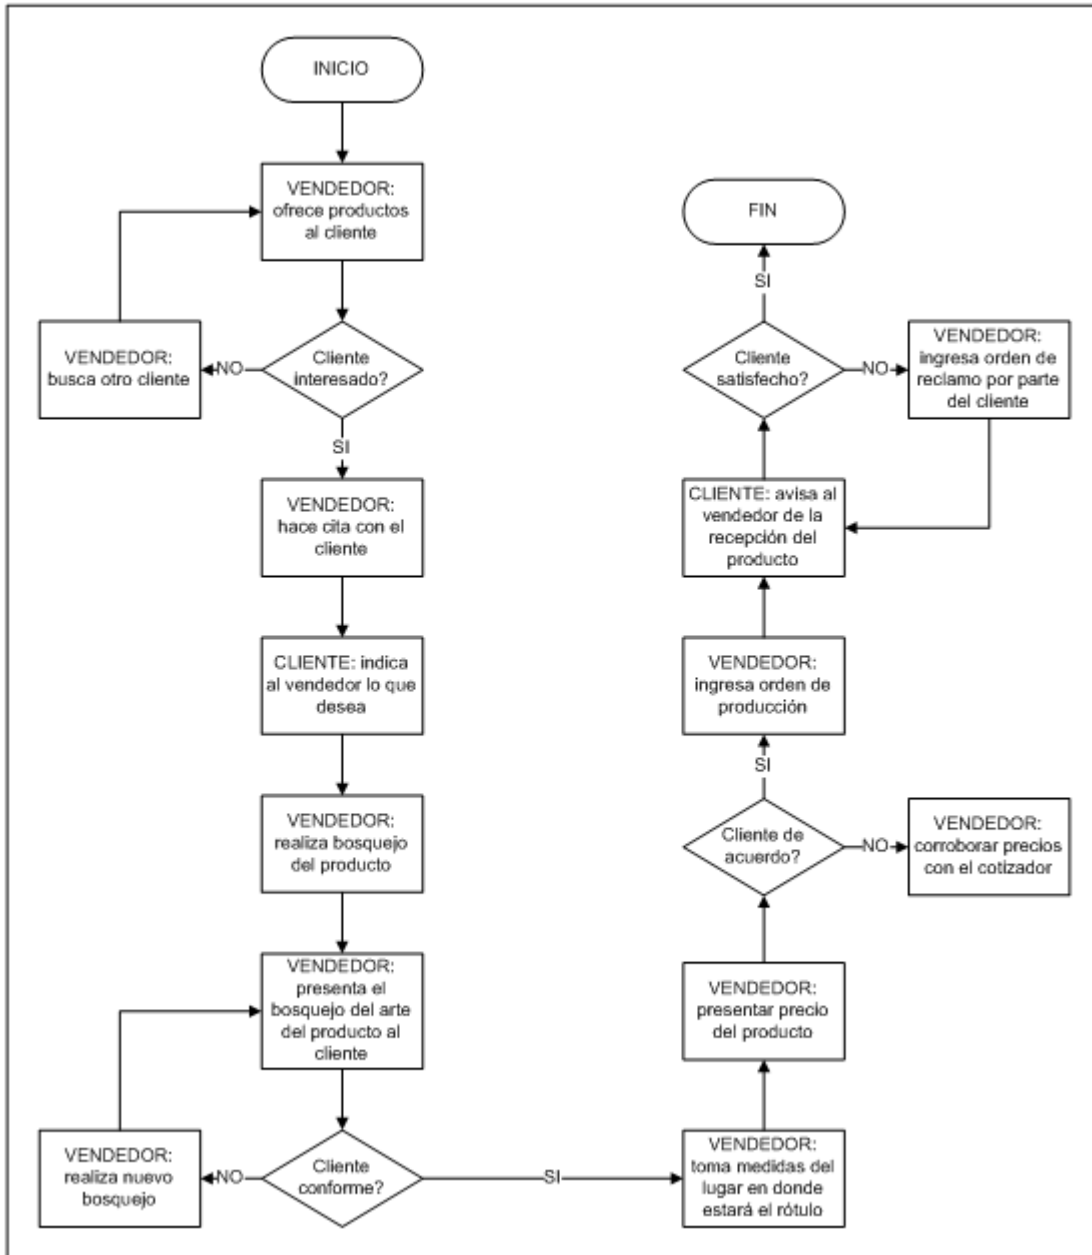 INICIO
VENDEDOR:
ofrece productos
al cliente
Cliente
interesado?
NO
VENDEDOR:
busca otro cliente
SI
VENDEDOR:
hace cita con el
cliente
CLIENTE: indica
al vendedor lo que
desea
VENDEDOR:
realiza bosquejo
del producto
VENDEDOR:
presenta el
bosquejo del arte
del producto al
cliente
Cliente
conforme?
NO
VENDEDOR:
realiza nuevo
bosquejo
SI
VENDEDOR:
toma medidas del
lugar en donde
estará el rótulo
VENDEDOR:
presentar precio
del producto
Cliente de
acuerdo?
NO
VENDEDOR:
corroborar precios
con el cotizador
SI
VENDEDOR:
ingresa orden de
producción
CLIENTE: avisa al
vendedor de la
recepción del
producto
Cliente
satisfecho?
NO
VENDEDOR:
ingresa orden de
reclamo por parte
del cliente
SI
FIN